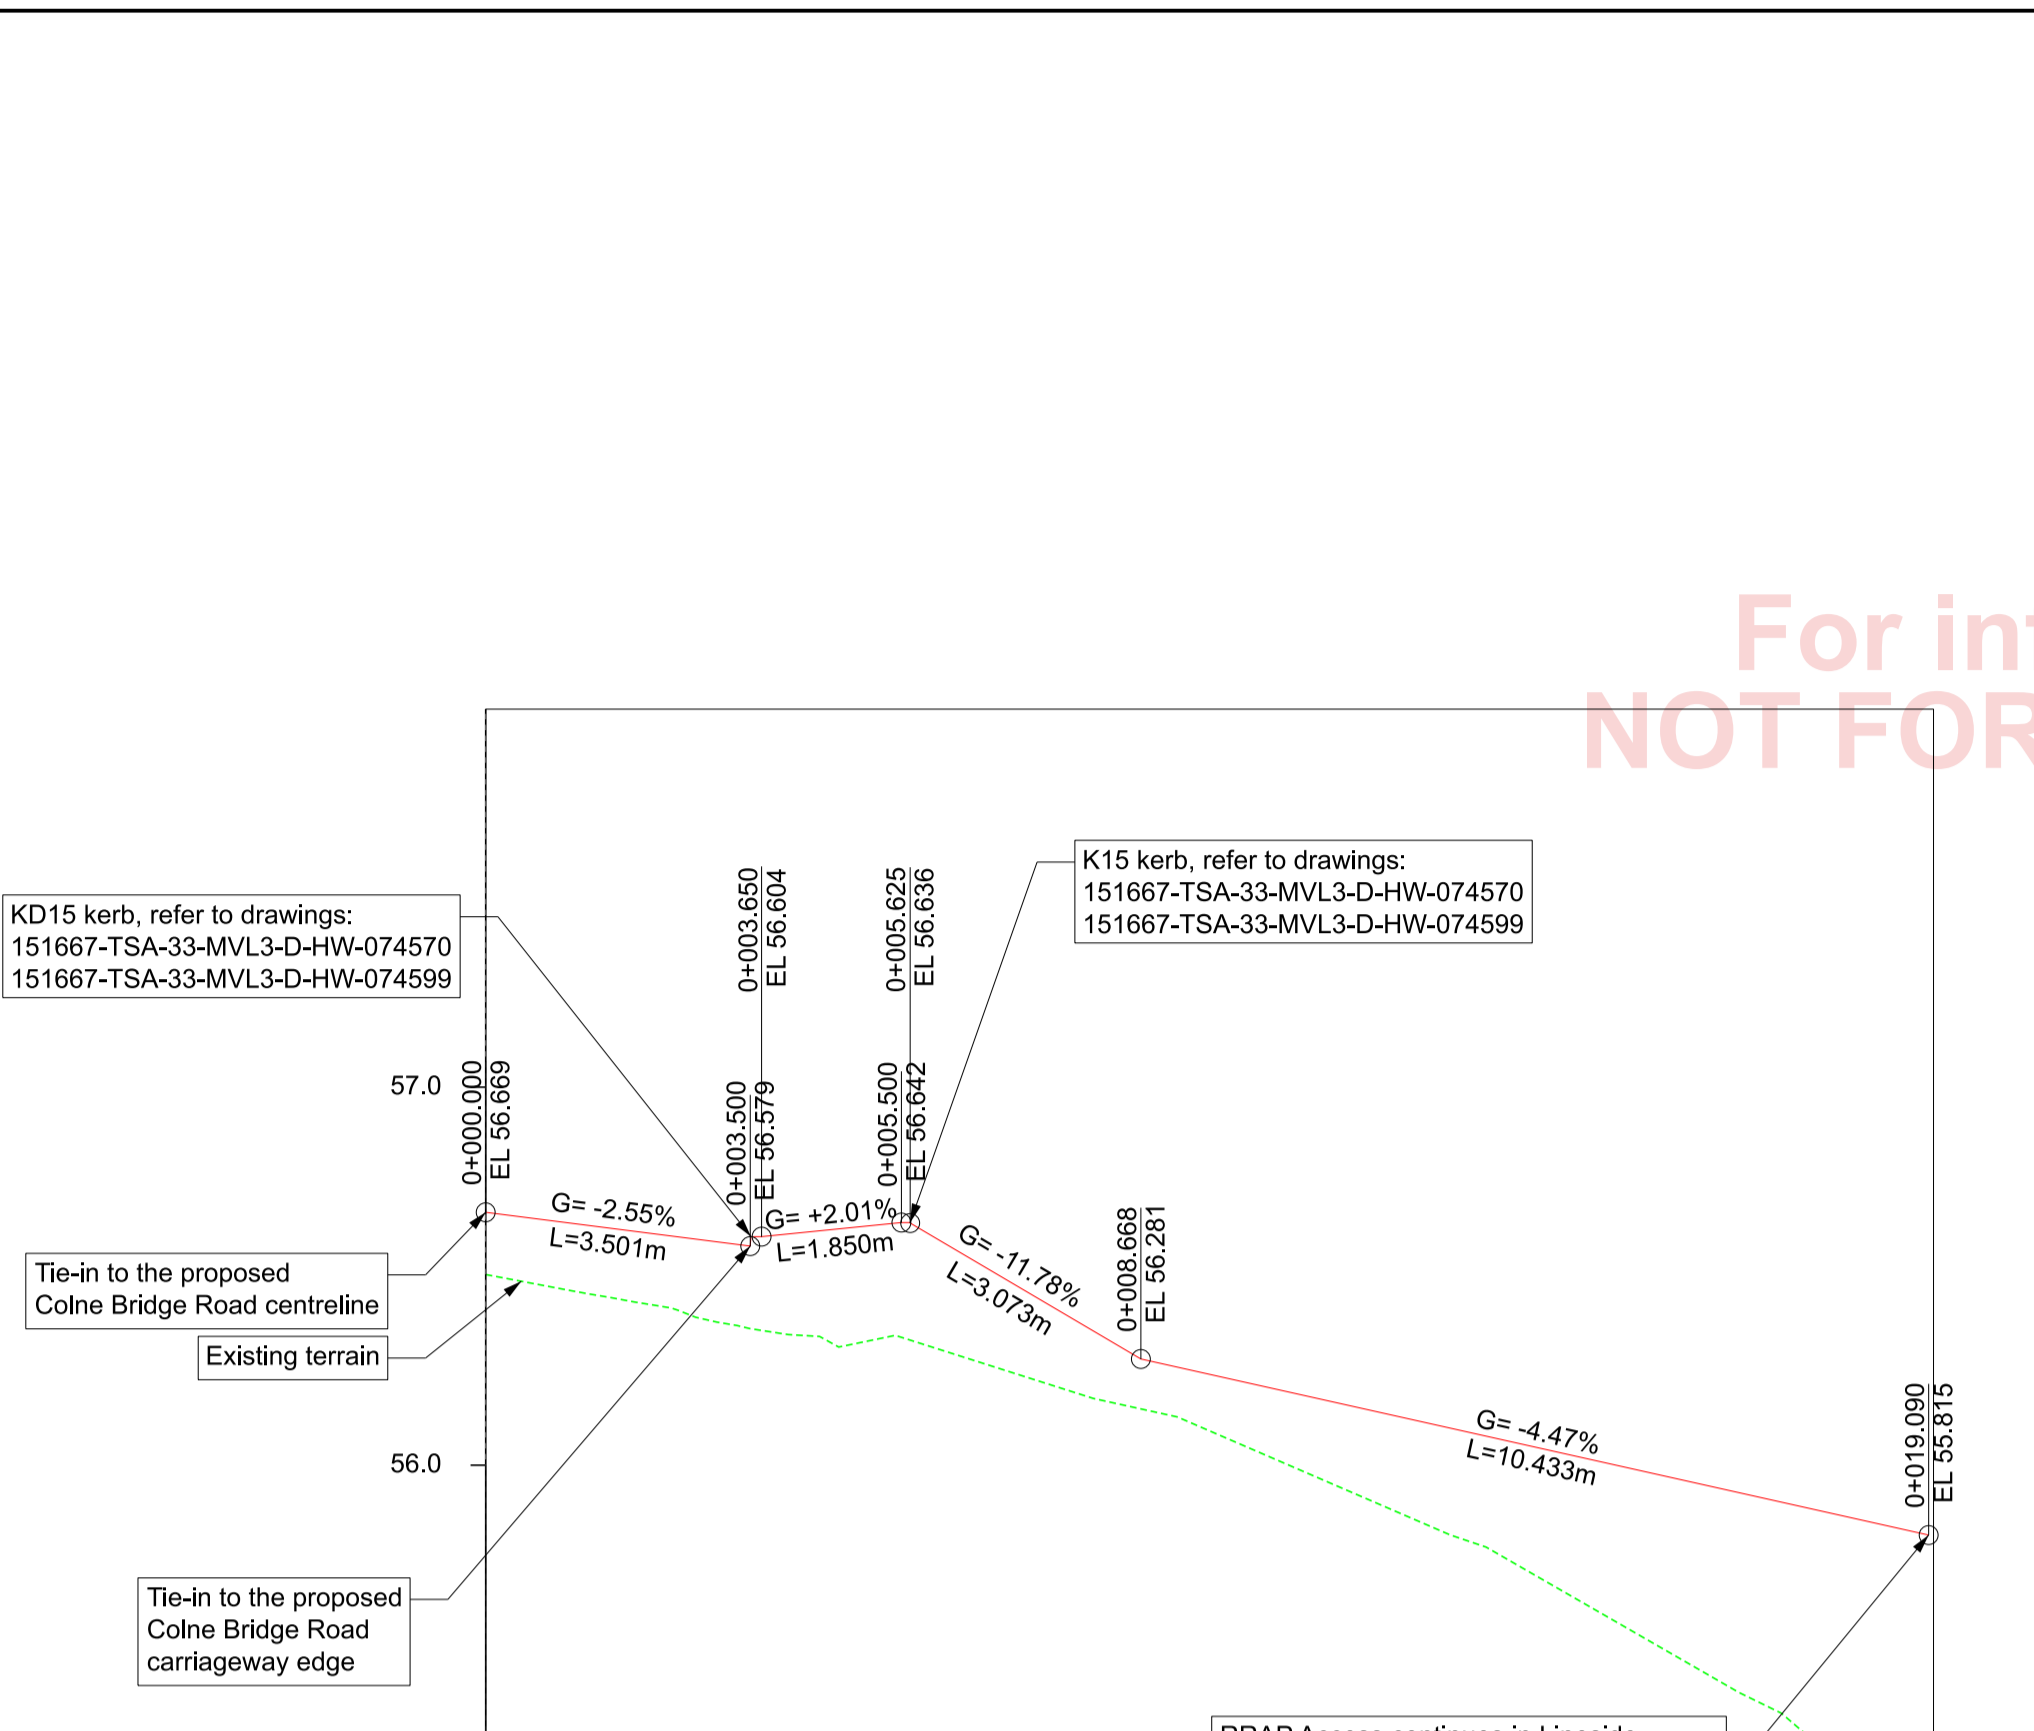 For
NOT FOR
K15 kerb, refer to drawings:
151667-TSA-33-MVL3-D-HW-074570
151667-TSA-33-MVL3-D-HW-074599
KD15 kerb, refer to drawings:
151667-TSA-33-MVL3-D-HW-074570
151667-TSA-33-MVL3-D-HW-074599
0+003.650
EL 56.604
0+005.625
EL 56.636
57.0
0+000.000
EL 56.669
0+003.500
EL 56.579
0+005.500
EL 56.642
G= -2.55%
L=3.501m
G= +2.01%
L=1.850m
G= -11.78%
L=3.073m
0+008.668
EL 56.281
Tie-in to the proposed
Colne Bridge Road centreline
Existing terrain
56.0
G= -4.47%
L=10.433m
0+019.090
EL 55.815
Tie-in to the proposed
Colne Bridge Road
carriageway edge
RRAP Access continues in Lineside